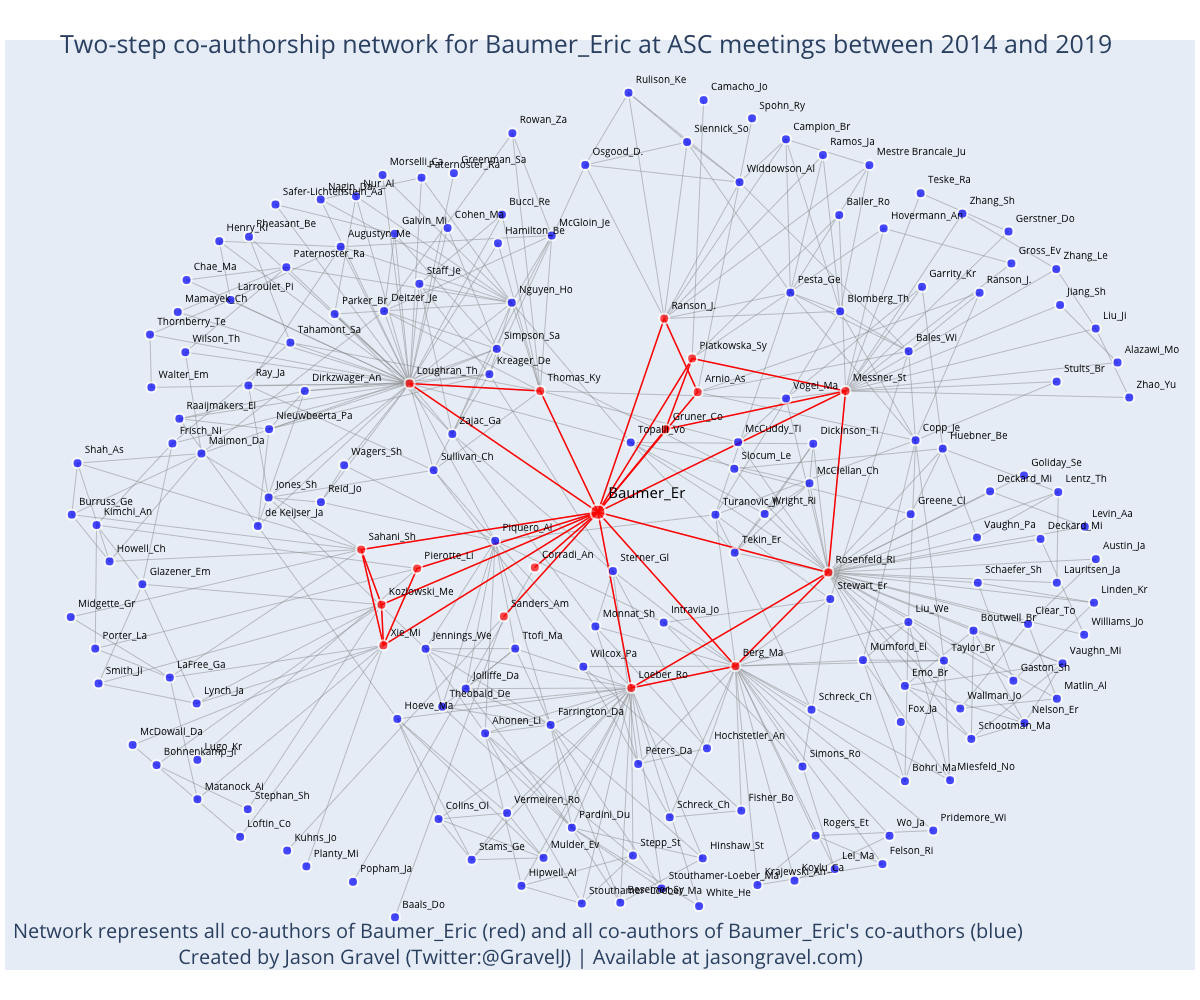 Two-step co-authorship network for Baumer_Eric at ASC meetings between 2014 and 2019
Rulison_Ke
Camacho_Jo
Spohn_Ry
Rowan_Za
Siennick_So
Campion_Br
Ramos_Ja
Osgood_D.
Mestre Brancale_Ju
Morselli_Ca
Paternoster_Ra
Greenman_Sa
Widdowson_Al
Nagin_Da
Nur_Al
Teske_Ra
Safer-Lichtenstein_Aa
Bucci_Re
Baller_Ro
Zhang_Sh
Henry_Ki
Pheasant_Be
Galvin_Mi
Cohen_Ma
McGloin_Je
Hovermann_An
Gerstner_Do
Augustyn_Me
Hamilton_Be
Paternoster_Ra
Gross_Ev
Zhang_Le
Chae_Ma
Larroulet_Pi
Staff_Je
Nguyen_Ho
Pesta_Ge
Garrity_Kr
Ranson_J.
Mamayek_Ch
Parker_Br
Deitzer_Je
Ranson_J.
Blomberg_Th
Jiang_Sh
Thornberry_Te
Wilson_Th
Tahamont_Sa
Simpson_Sa
Piatkowska_Sy
Bales_Wi
Liu_Ji
Alazawi_Mo
Walter_Em
Ray_Ja
Dirkzwager_An
Loughran_Th
Kreager_De
Thomas_Ky
Arnio_As
Vogel_Ma
Messner_St
Stults_Br
Zhao_Yu
Raaijmakers_El
Nieuwbeerta_Pa
Zajac_Ga
Gruner_Co
Topalli_Vo
McCuddy_Ti
Dickinson_Ti
Copp_Je
Huebner_Be
Frisch_Ni
Maimon_Da
Shah_As
Wagers_Sh
Sullivan_Ch
Slocum_Le
McClellan_Ch
Goliday_Se
Deckard_Mi
Lentz_Th
Jones_Sh
Reid_Jo
Baumer_Er
Burruss_Ge
Kimchi_An
de Keijser_Ja
Wright_Ri
Greene_Cl
Levin_Aa
Piquero_Al
Vaughn_Pa
Deckard_Mi
Sahani_Sh
Howell_Ch
Pierotte_Li
Corradi_An
Sterner_Gl
Tekin_Er
Rosenfeld_Ri
Austin_Ja
Glazener_Em
Kozlowski_Me
Stewart_Er
Schaefer_Sh
Lauritsen_Ja
Linden_Kr
Midgette_Gr
Sanders_Am
Monnat_Sh
Intravia_Jo
Liu_We
Boutwell_Br
Clear_To
Williams_Jo
Porter_La
Xie_Mi
Jennings_We
Ttofi_Ma
Wilcox_Pa
Berg_Ma
Mumford_El
Taylor_Br
Vaughn_Mi
Smith_Ji
LaFree_Ga
Jolliffe_Da
Loeber_Ro
Emo_Br
Gaston_Sh
Matlin_Al
Lynch_Ja
Theobald_De
Hoeve_Ma
Ahonen_Li
Farrington_Da
Schreck_Ch
Fox_Ja
Wallman_Jo
Nelson_Er
Schootman_Ma
McDowall_Da
Bohnenkamp_Ji
Lugo_Kr
Peters_Da
Hochstetler_An
Simons_Ro
Bohri_Ma
Miesfeld_No
Matanock_Ai
Stephan_Sh
Colins_Ol
Vermeiren_Ro
Schreck_Ch
Fisher_Bo
Loftin_Co
Pardini_Du
Rogers_Et
Wo_Ja
Pridemore_Wi
Kuhns_Jo
Planty_Mi
Stams_Ge
Mulder_Ev
Stepp_St
Hinshaw_St
Lei_Ma
Felson_Ri
Popham_Ja
Hipwell_Al
Stouthamer-Loeber_Ma
Krajewski_An
Koylu_Ca
Stouthamer-Loeber_Ma
White_He
Baals_Do
Network represents all co-authors of Baumer_Eric (red) and all co-authors of Baumer_Eric's co-authors (blue)
Created by Jason Gravel (Twitter:@GravelJ) | Available at jasongravel.com)